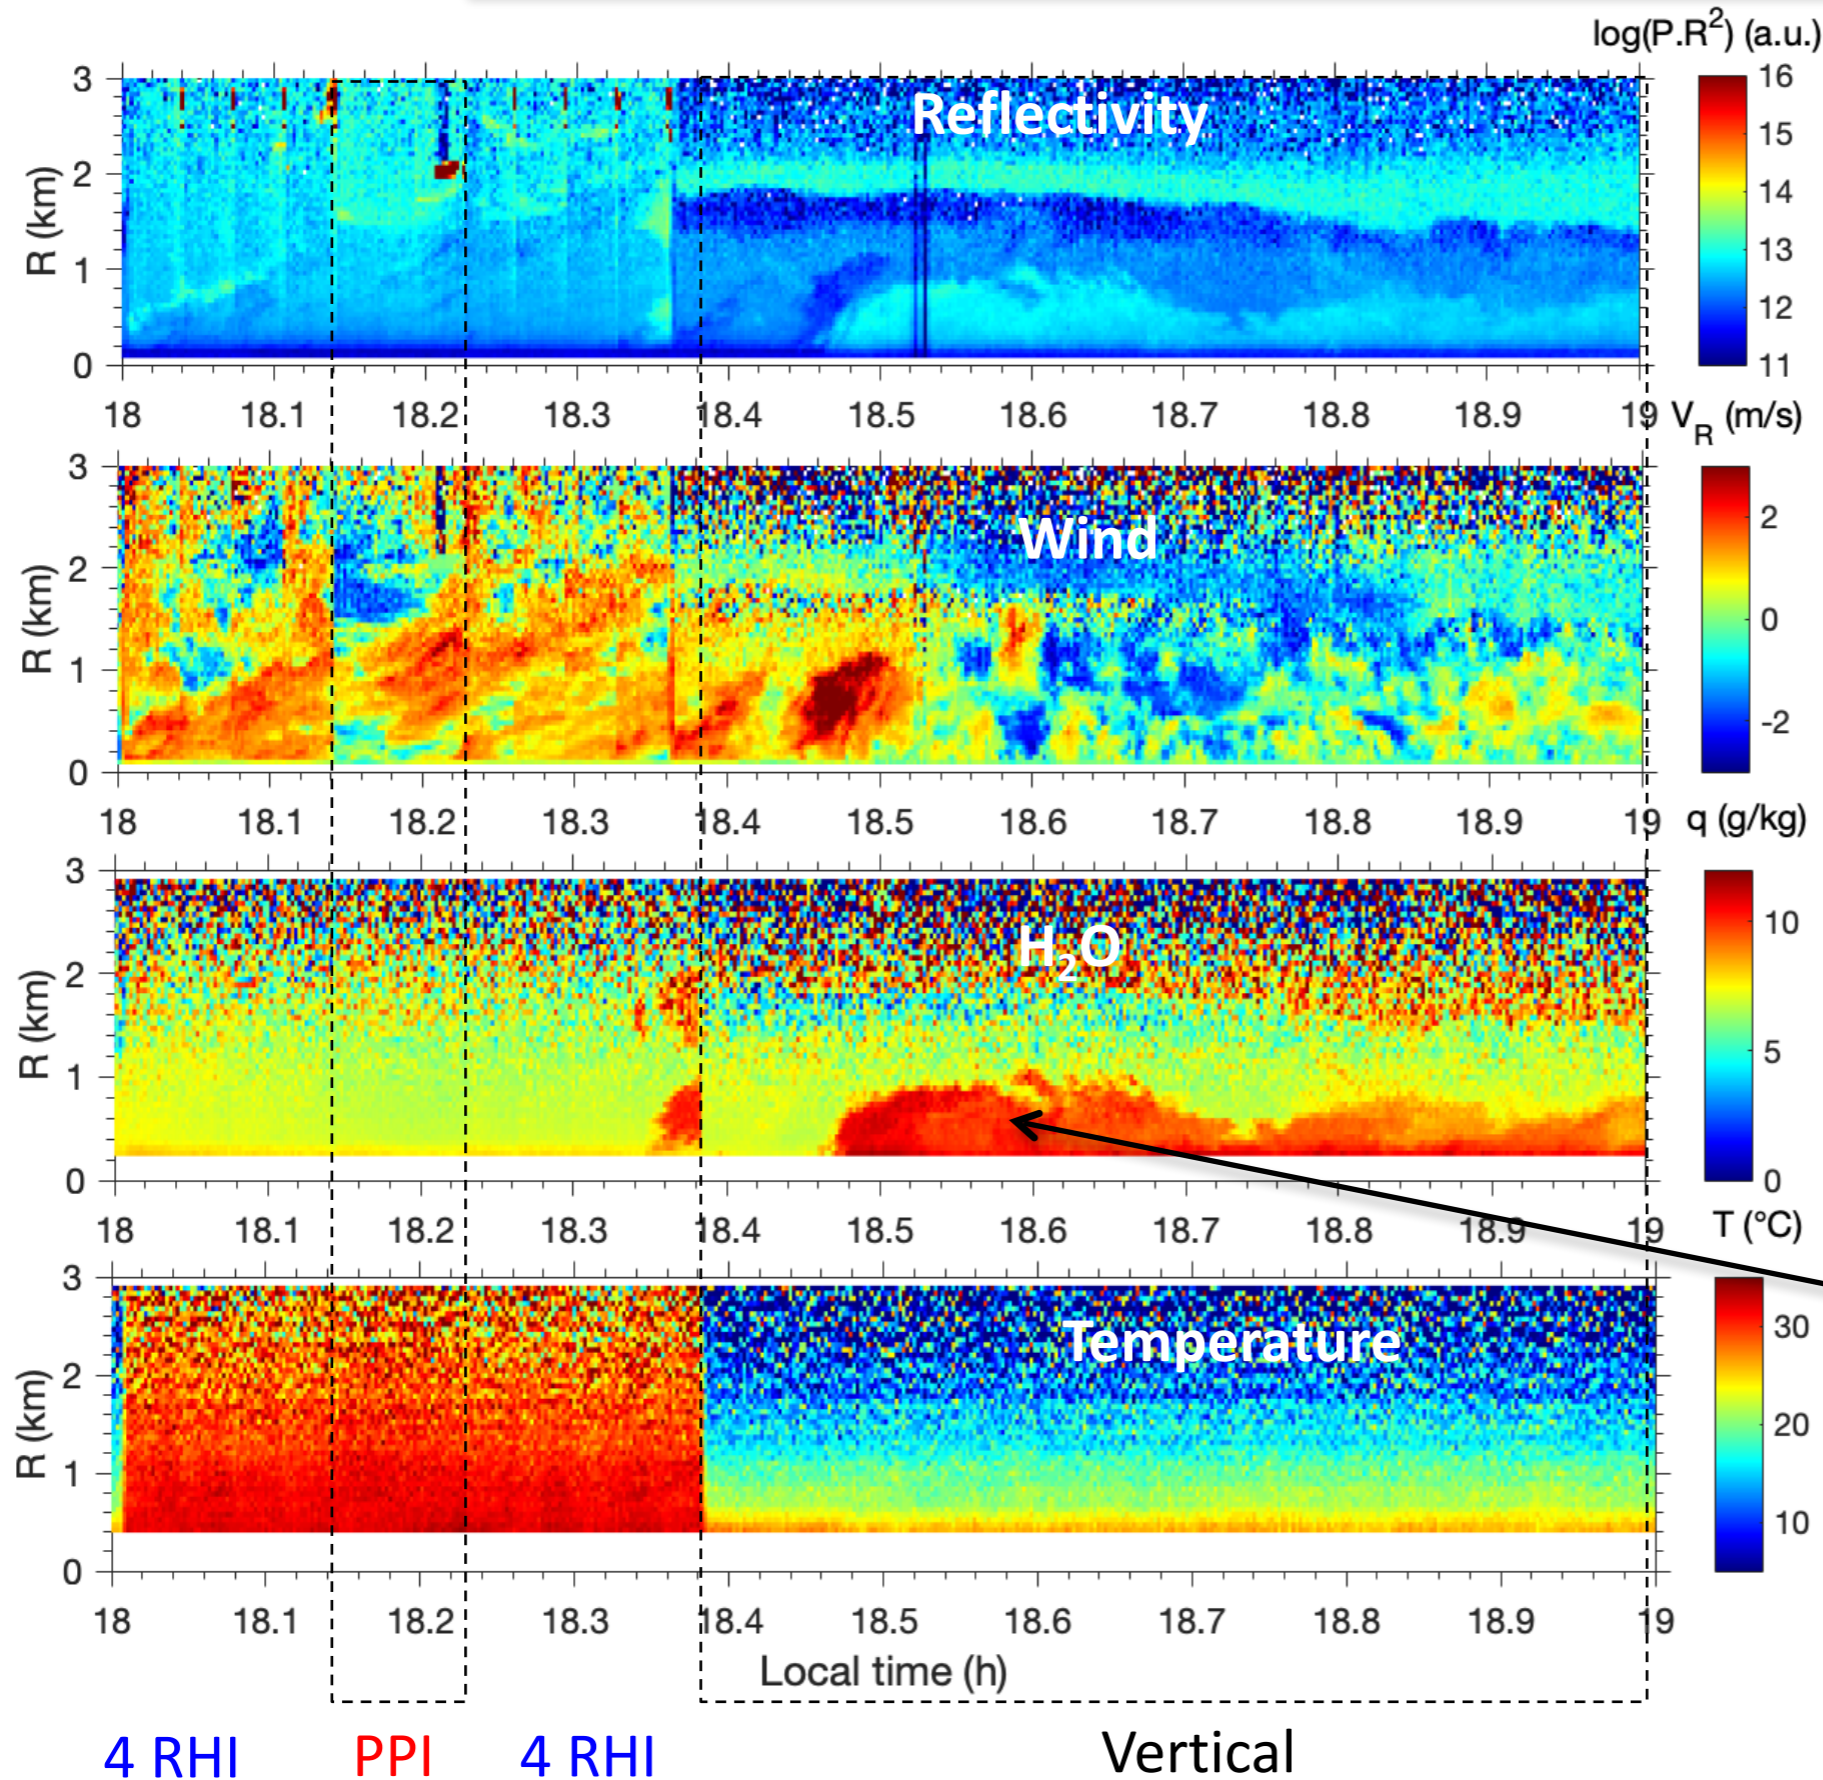 log(P.R²) (a.u.)
3
2
1
0
R (km)
Reflectivity
16
15
14
13
12
11
18 18.1 18.2 18.3 18.4 18.5 18.6 18.7 18.8 18.9 19
V_R (m/s)
3
2
1
0
R (km)
Wind
2
0
-2
18 18.1 18.2 18.3 18.4 18.5 18.6 18.7 18.8 18.9 19
q (g/kg)
3
2
1
0
R (km)
H₂O
10
5
0
18 18.1 18.2 18.3 18.4 18.5 18.6 18.7 18.8 18.9 19
T (°C)
3
2
1
0
R (km)
Temperature
30
20
10
18 18.1 18.2 18.3 18.4 18.5 18.6 18.7 18.8 18.9 19
Local time (h)
4 RHI PPI 4 RHI Vertical